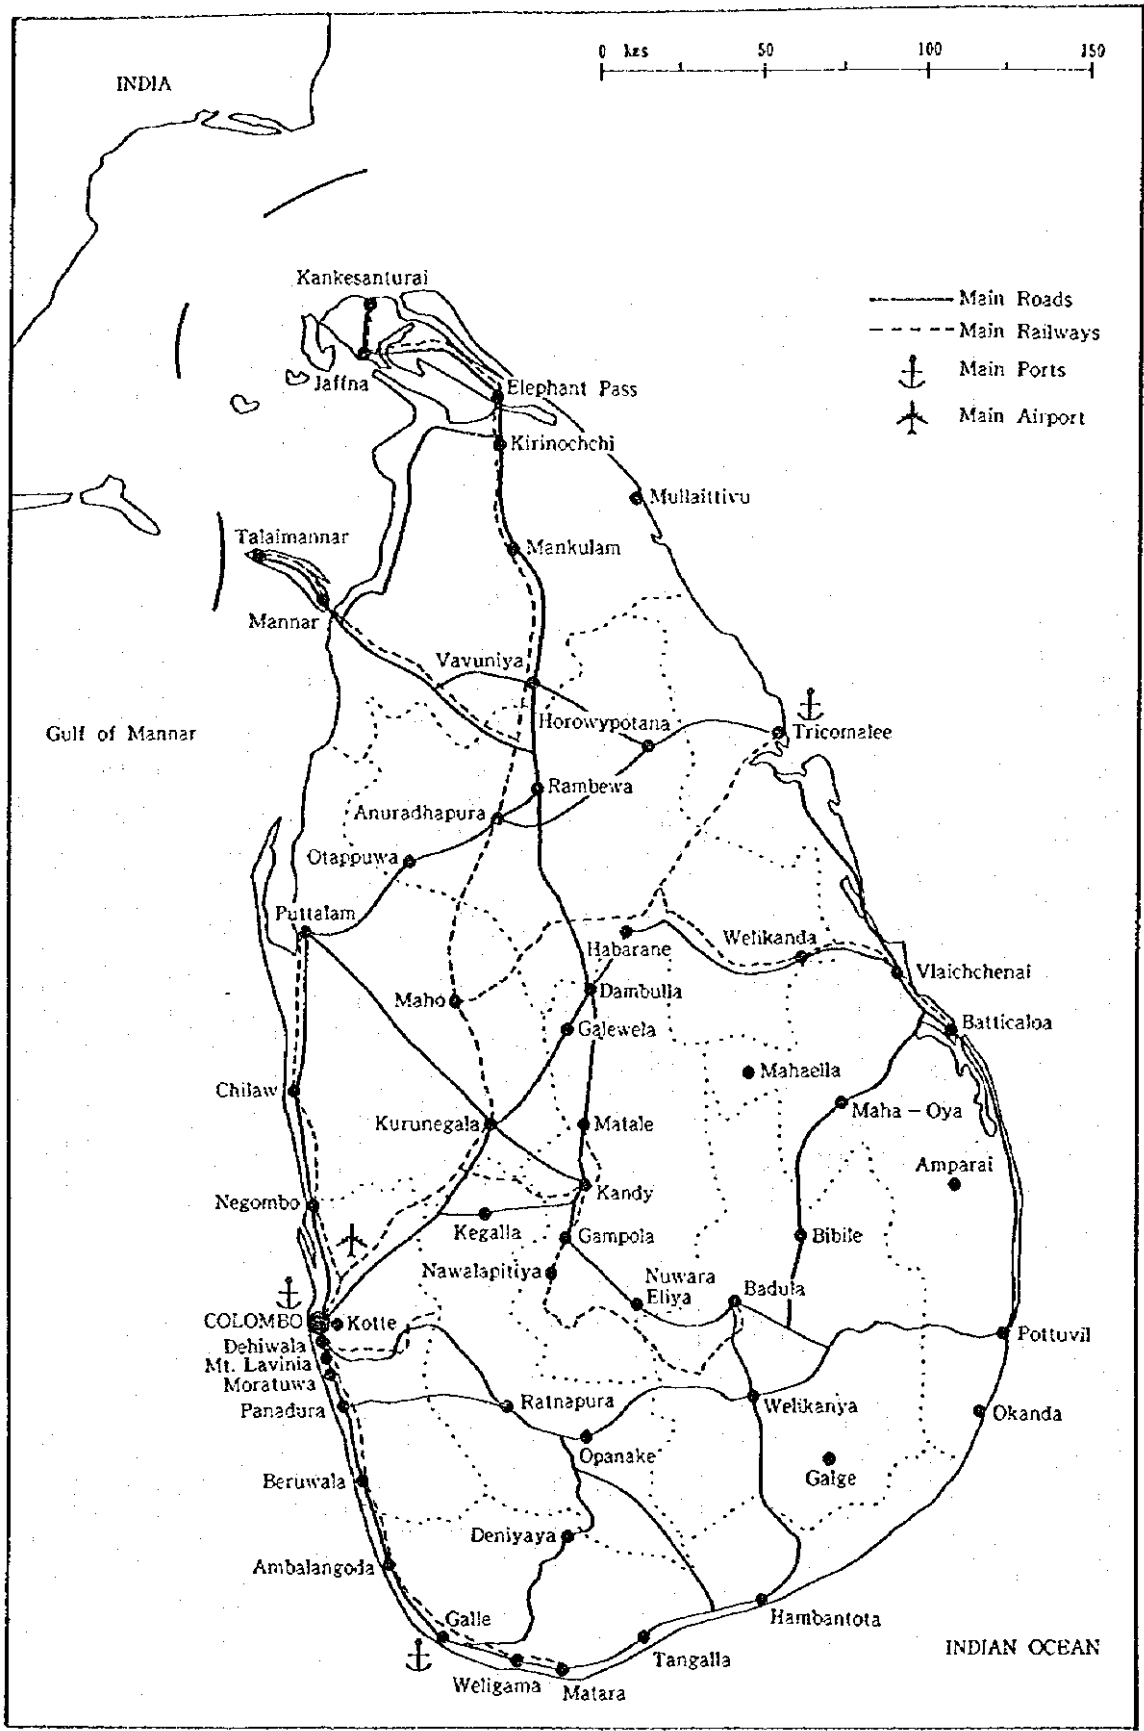 0 kms 50 100 150
INDIA
Kankesanturai
Main Roads
Main Railways
Main Ports
Main Airport
Jaffna
Elephant Pass
Kirinochchi
Mullaittivu
Talaimannar
Mankulam
Mannar
Vavuniya
Horowypotana
Gulf of Mannar
Tricomalee
Rambewa
Anuradhapura
Otappuwa
Puttalam
Habarane
Welikanda
Vlaichchenai
Maho
Dambulla
Galewela
Batticaloa
Mahaella
Chilaw
Maha - Oya
Kurunegala
Matale
Amparai
Kandy
Negombo
Kegalla
Gampola
Bibile
Nawalapitiya
Nuwara
Eliya
Badula
COLOMBO
Kotte
Pottuvil
Dehiwala
Mt. Lavinia
Moratuwa
Panadura
Ratnapura
Welikanya
Okanda
Opanake
Galge
Beruwala
Deniyaya
Ambalangoda
Galle
Hambantota
Tangalla
INDIAN OCEAN
Weligama
Matara